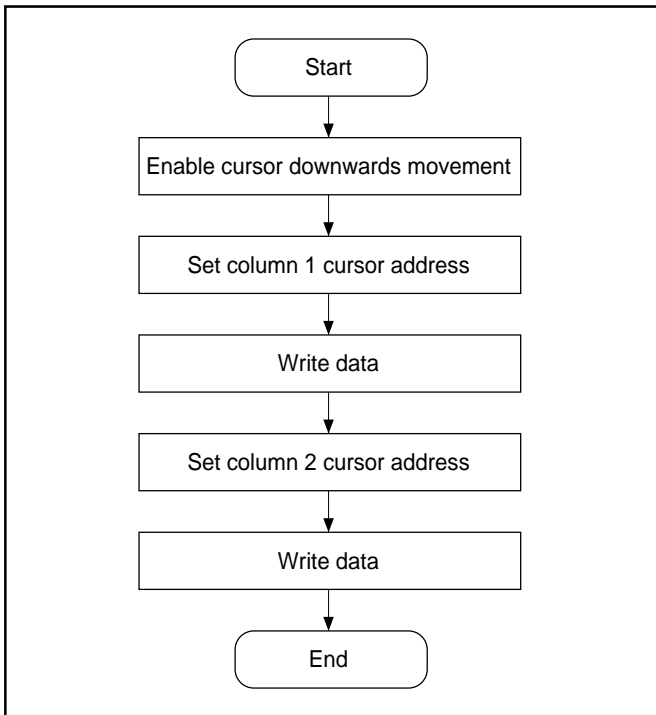 Start
Enable cursor downwards movement
Set column 1 cursor address
Write data
Set column 2 cursor address
Write data
End